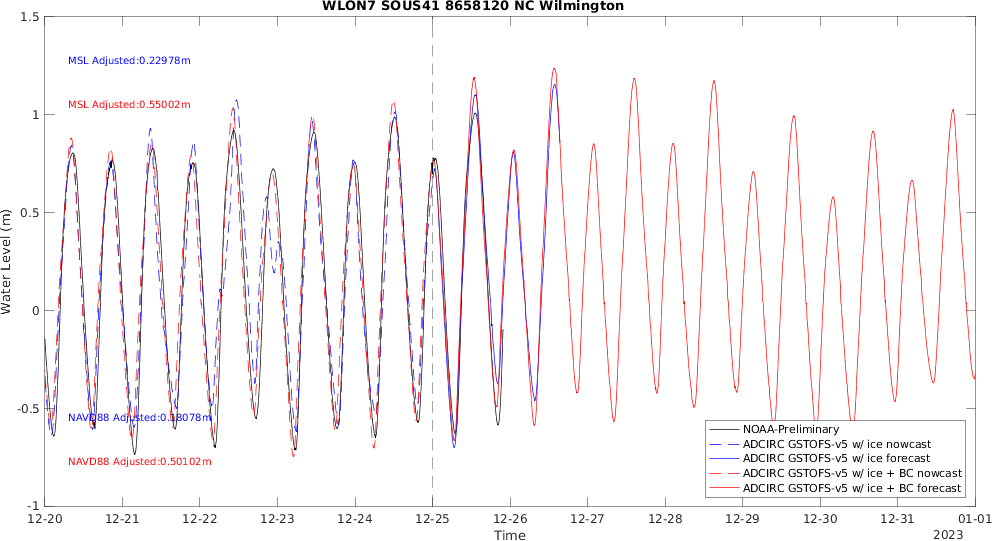 WLON7 SOUS41 8658120 NC Wilmington
1.5
1
0.5
0
-0.5
-1
Water Level (m)
MSL Adjusted:0.22978m
MSL Adjusted:0.55002m
NAVD88 Adjusted:0.18078m
NAVD88 Adjusted:0.50102m
NOAA-Preliminary
ADCIRC GSTOFS-v5 w/ ice nowcast
ADCIRC GSTOFS-v5 w/ ice forecast
ADCIRC GSTOFS-v5 w/ ice + BC nowcast
ADCIRC GSTOFS-v5 w/ ice + BC forecast
12-20 12-21 12-22 12-23 12-24 12-25 12-26 12-27 12-28 12-29 12-30 12-31 01-01
Time
2023